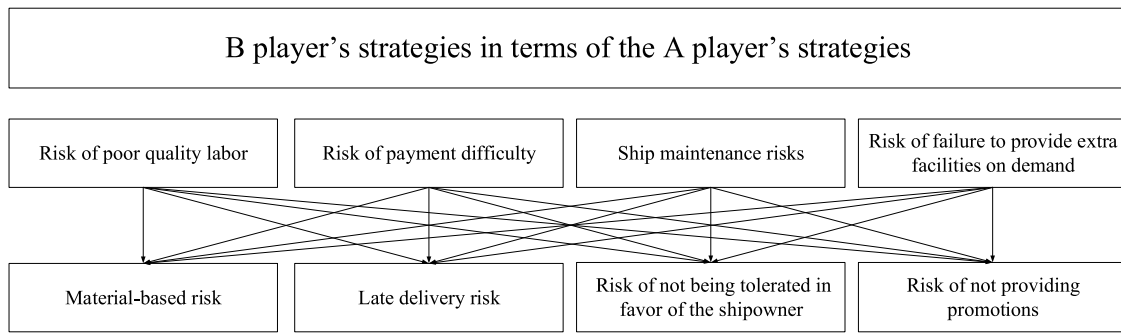 B player's strategies in terms of the A player's strategies
Risk of poor quality labor
Risk of payment difficulty
Ship maintenance risks
Risk of failure to provide extra
facilities on demand
Material-based risk
Late delivery risk
Risk of not being tolerated in
favor of the shipowner
Risk of not providing
promotions